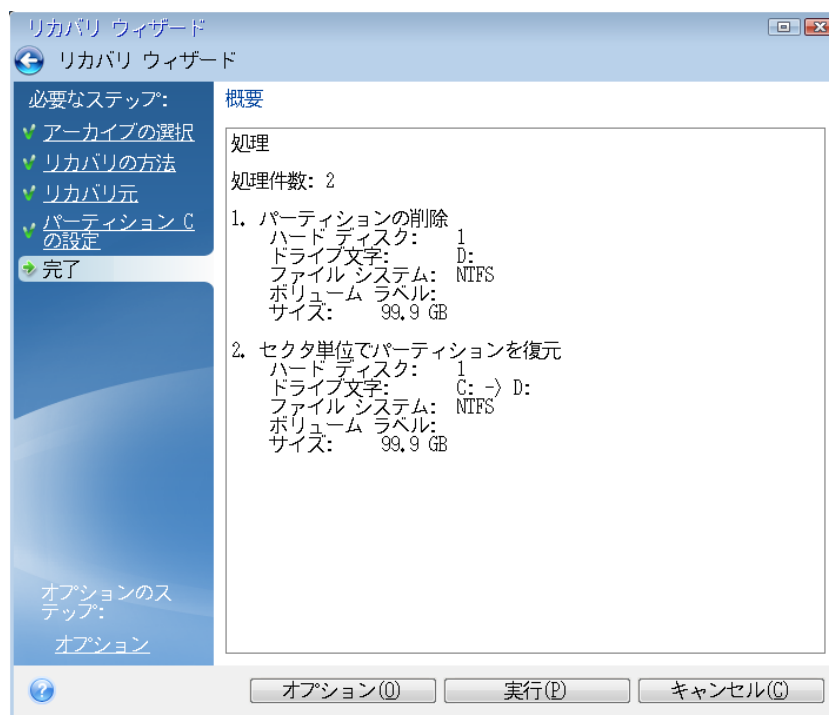 リカバリ ウィザード
リカバリ ウィザード
必要なステップ:
アーカイブの選択
リカバリの方法
リカバリ元
パーティション C
の設定
完了
オプションのス
テップ:
オプション
概要
処理
処理件数: 2
1. パーティションの削除
ハード ディスク: 1
ドライブ文字: D:
ファイル システム: NTFS
ボリューム ラベル:
サイズ: 99.9 GB
2. セクタ単位でパーティションを復元
ハード ディスク: 1
ドライブ文字: C: -> D:
ファイル システム: NTFS
ボリューム ラベル:
サイズ: 99.9 GB
オプション(O) 実行(P) キャンセル(C)